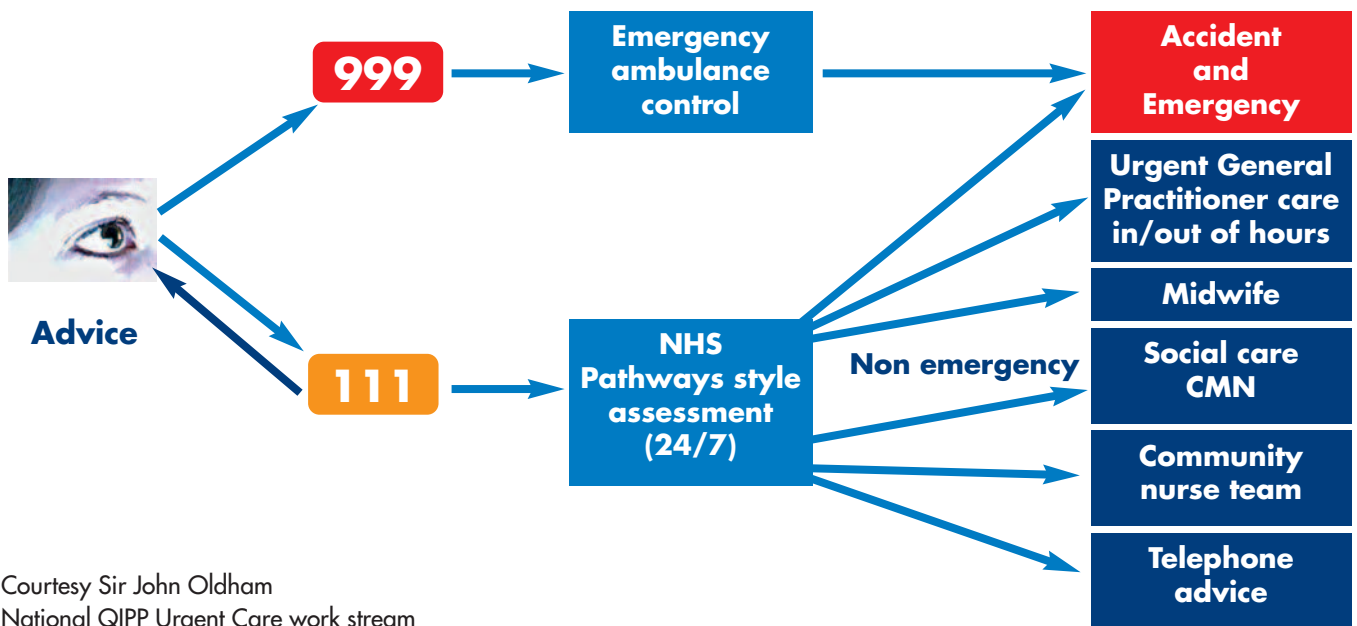 999
Emergency
ambulance
control
Accident
and
Emergency
Urgent General
Practitioner care
in/out of hours
Advice
111
NHS
Pathways style
assessment
(24/7)
Non emergency
Midwife
Social care
CMN
Community
nurse team
Telephone
advice
Courtesy Sir John Oldham
National QIPP Urgent Care work stream